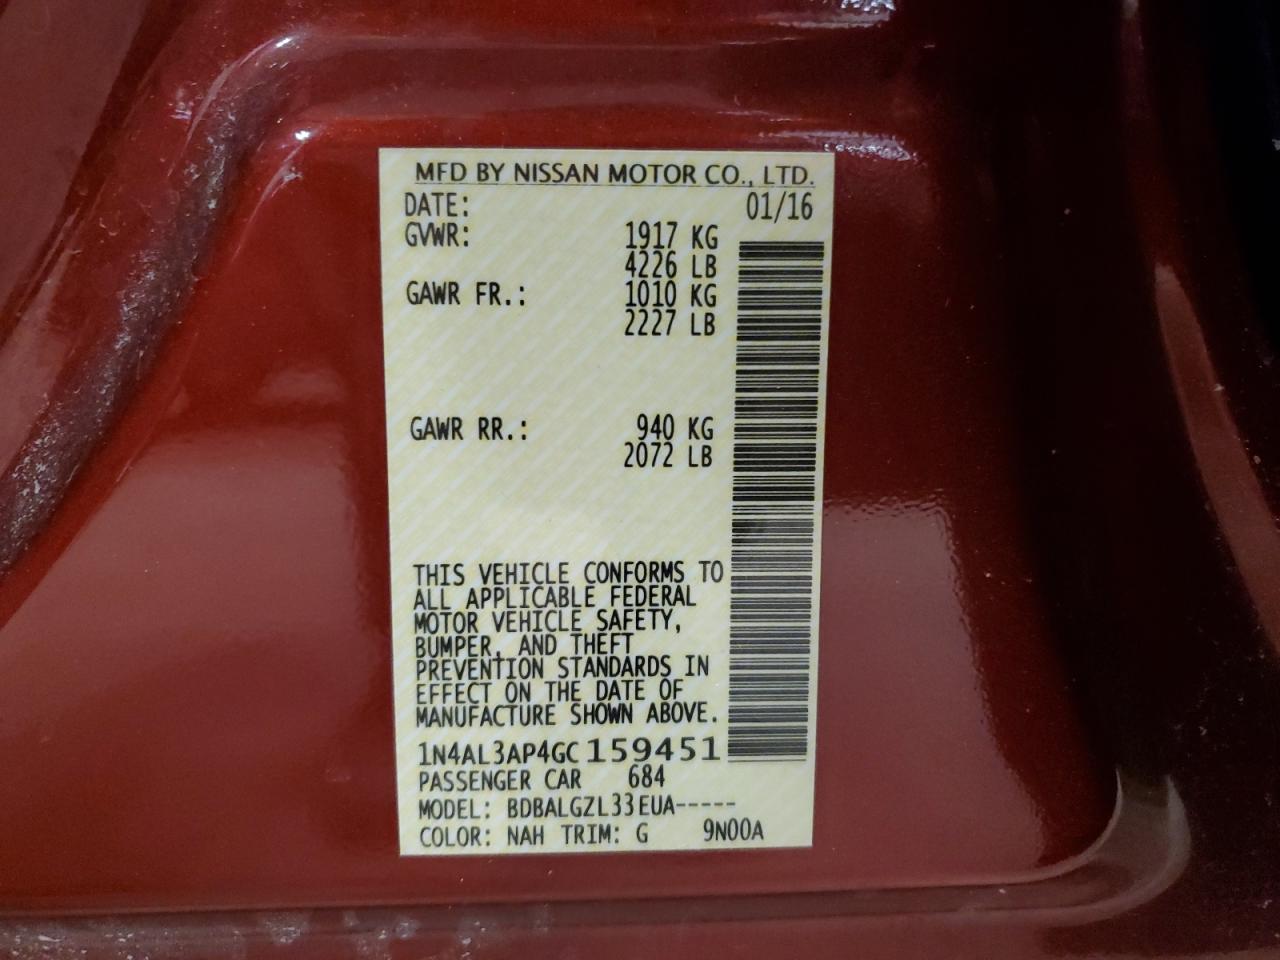 MFD BY NISSAN MOTOR CO., LTD.
DATE: 01/16
GVWR: 1917 KG
4226 LB
GAWR FR.: 1010 KG
2227 LB
GAWR RR.: 940 KG
2072 LB
THIS VEHICLE CONFORMS TO
ALL APPLICABLE FEDERAL
MOTOR VEHICLE SAFETY,
BUMPER, AND THEFT
PREVENTION STANDARDS IN
EFFECT ON THE DATE OF
MANUFACTURE SHOWN ABOVE.
1N4AL3AP4GC159451
PASSENGER CAR 684
MODEL: BDBALGZL33EUA-----
COLOR: NAH TRIM: G 9N00A